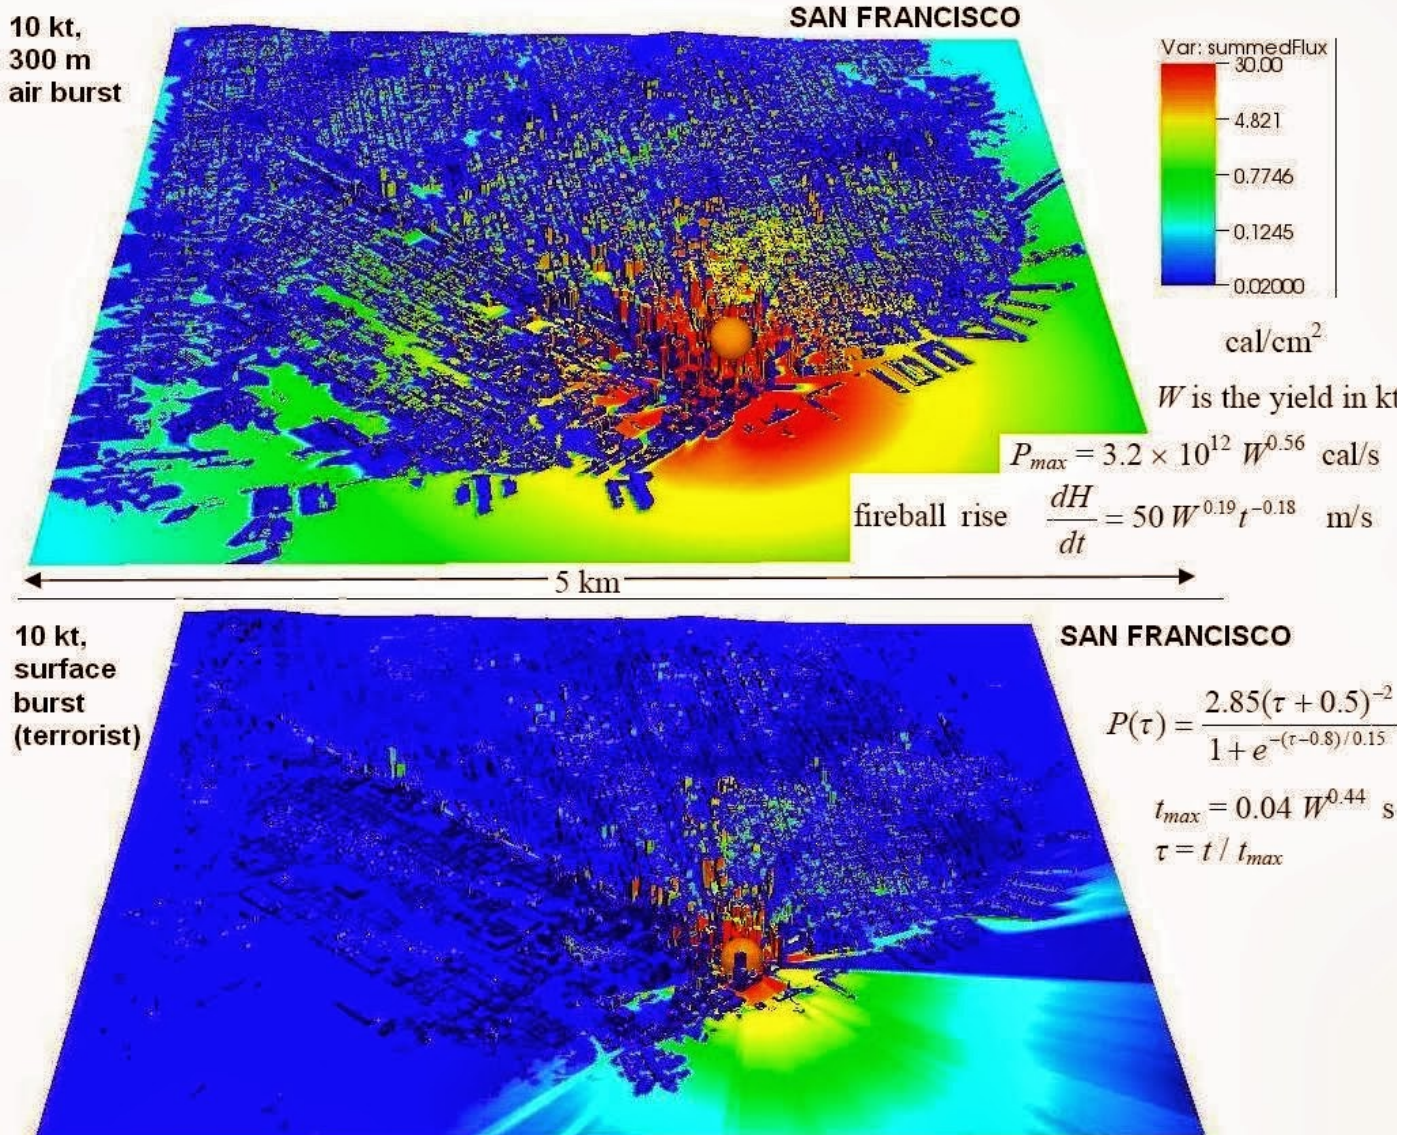 10 kt,
300 m
air burst
SAN FRANCISCO
Var: summedFlux
30.00
4.821
0.7746
0.1245
0.02000
cal/cm²
W is the yield in kt
P_max = 3.2 × 10¹² W^0.56 cal/s
fireball rise dH/dt = 50 W^0.19 t^−0.18 m/s
5 km
10 kt,
surface
burst
(terrorist)
SAN FRANCISCO
P(τ) = 2.85(τ + 0.5)^−2 / 1 + e^−(τ−0.8)/0.15
t_max = 0.04 W^0.44 s
τ = t / t_max